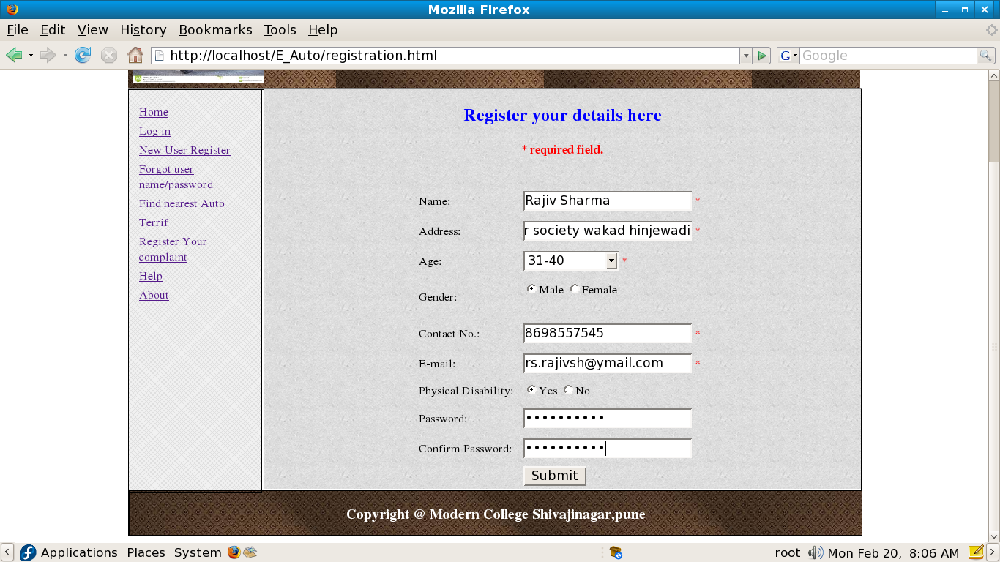 Mozilla Firefox
File Edit View History Bookmarks Tools Help
http://localhost/E_Auto/registration.html
G Google
Home
Log in
New User Register
Forgot user
name/password
Find nearest Auto
Terrif
Register Your
complaint
Help
About
Register your details here
* required field.
Name: Rajiv Sharma *
Address: r society wakad hinjewadi *
Age: 31-40 *
Gender: Male Female
Contact No.: 8698557545 *
E-mail: rs.rajivsh@ymail.com *
Physical Disability: Yes No
Password: ••••••••••
Confirm Password: ••••••••••
Submit
Copyright @ Modern College Shivajinagar,pune
Applications Places System root Mon Feb 20, 8:06 AM